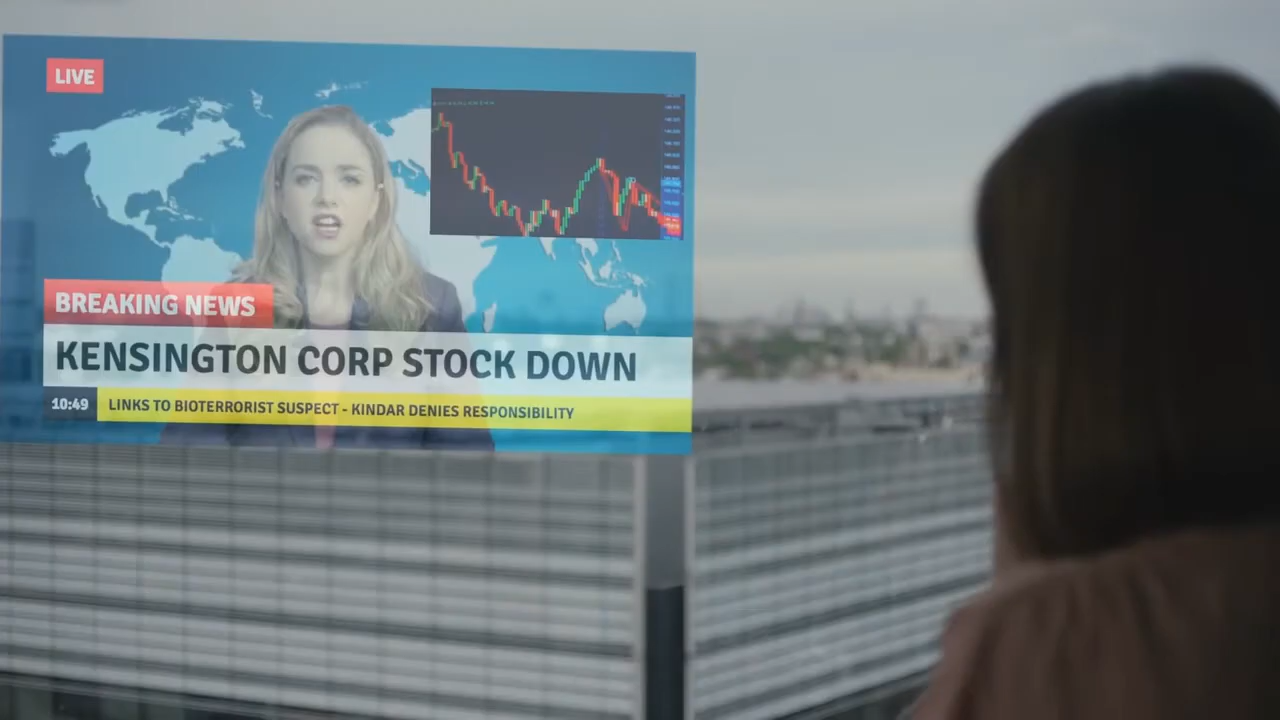 LIVE
BREAKING NEWS
KENSINGTON CORP STOCK DOWN
10:49 LINKS TO BIOTERRORIST SUSPECT - KINDAR DENIES RESPONSIBILITY